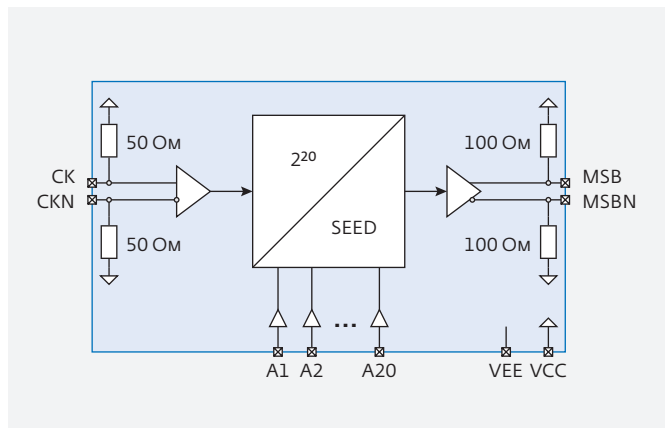 50 Ом
100 Ом
CK
CKN
2²⁰
SEED
MSB
MSBN
50 Ом
100 Ом
...
A1 A2 A20 VEE VCC